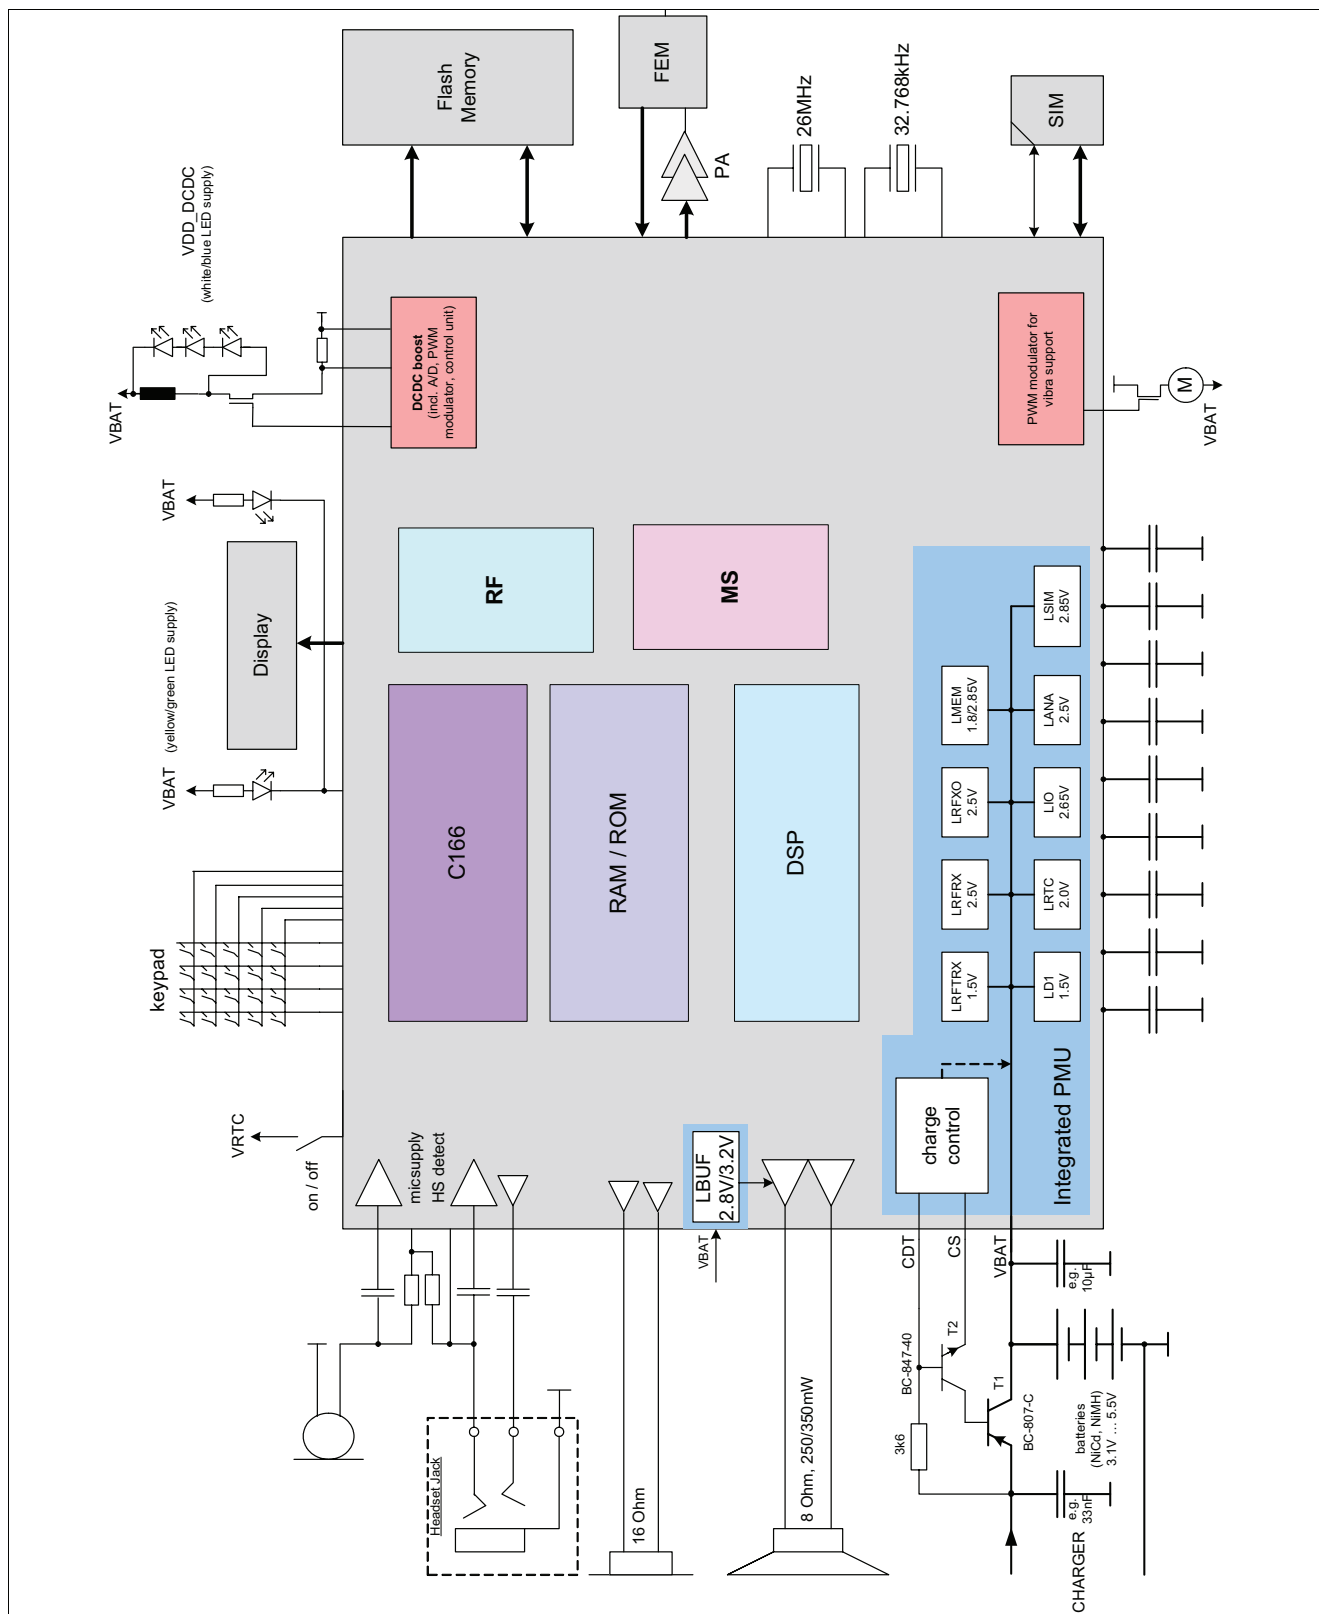 Flash
Memory
FEM
PA
26MHz
32.768kHz
SIM
VDD_DCDC
(white/blue LED supply)
VBAT
DCDC boost
(incl. A/D, PWM
modulator, control unit)
PWM modulator for
vibra support
M
VBAT
VBAT
Display
(yellow/green LED supply)
VBAT
RF
MS
C166
RAM / ROM
DSP
keypad
LSIM
2.85V
LMEM
1.8/2.85V
LANA
2.5V
LRFXO
2.5V
LIO
2.65V
LRFRX
2.5V
LRTC
2.0V
LRFTRX
1.5V
LD1
1.5V
Integrated PMU
charge
control
VRTC
on / off
micsupply
HS detect
LBUF
2.8V/3.2V
VBAT
CDT
CS
VBAT
e.g.
10µF
Headset Jack
16 Ohm
8 Ohm, 250/350mW
BC-847-40
T2
3k6
T1
BC-807-C
batteries
(NiCd, NiMH)
3.1V ... 5.5V
e.g.
33nF
CHARGER